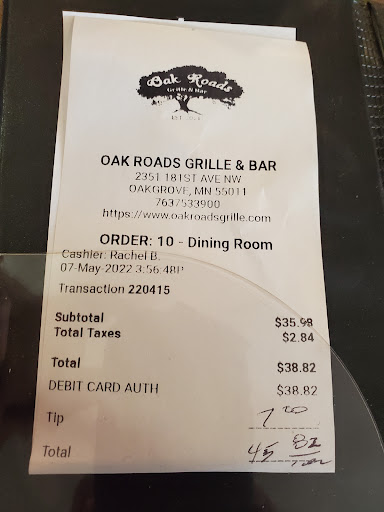 Oak Roads
Grille & Bar
OAK ROADS GRILLE & BAR
2351 181ST AVE NW
OAKGROVE, MN 55011
7637533900
https://www.oakroadsgrille.com
ORDER: 10 - Dining Room
Cashier: Rachel B.
07-May-2022 3:56:48P
Transaction 220415
Subtotal $35.98
Total Taxes $2.84
Total $38.82
DEBIT CARD AUTH $38.82
Tip 7 00
Total 45 82